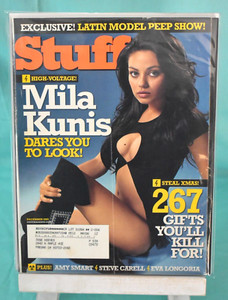 EXCLUSIVE! LATIN MODEL PEEP SHOW!
Stuff
HIGH-VOLTAGE!
Mila
Kunis
DARES YOU
TO LOOK!
STEAL XMAS!
267
GIFTS
YOU'LL
KILL
FOR!
PLUS! AMY SMART STEVE CARELL EVA LONGORIA